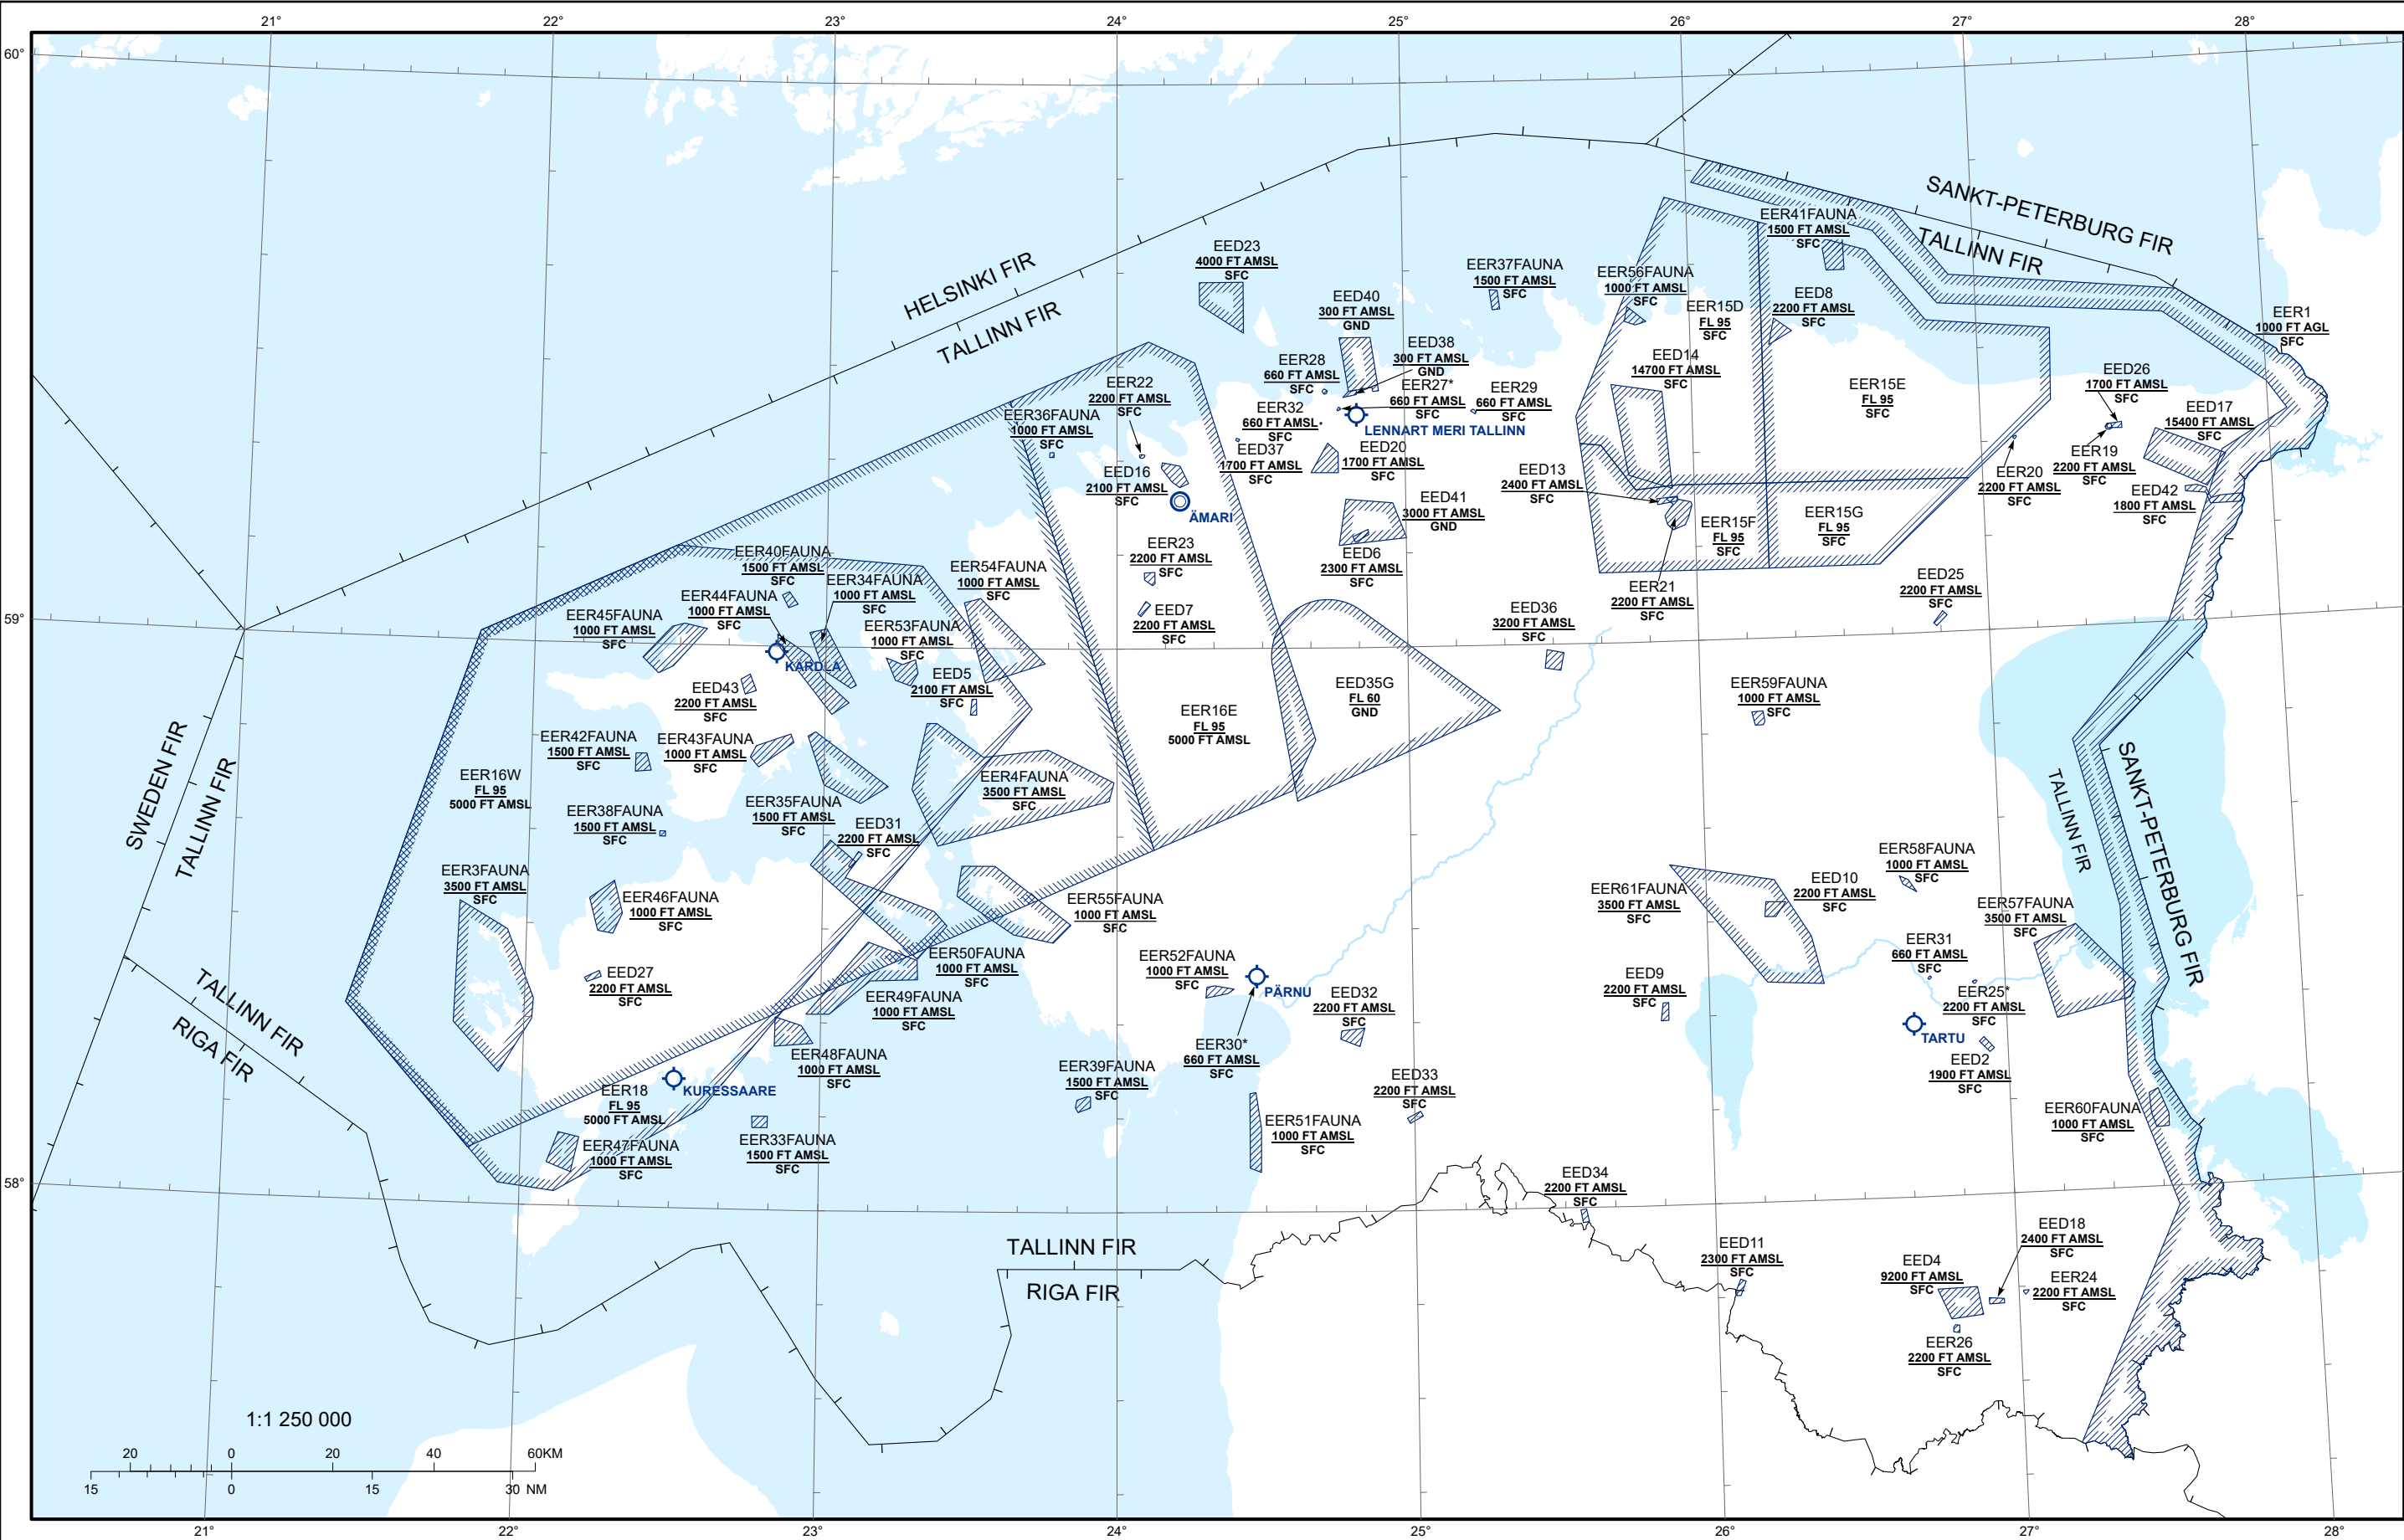 21°
22°
23°
24°
25°
26°
27°
28°
60°
SANKT-PETERBURG FIR
TALLINN FIR
HELSINKI FIR
TALLINN FIR
EER41FAUNA
1500 FT AMSL
SFC
EED23
4000 FT AMSL
SFC
EER37FAUNA
1500 FT AMSL
SFC
EER56FAUNA
1000 FT AMSL
SFC
EED40
300 FT AMSL
GND
EER15D
FL 95
SFC
EED8
2200 FT AMSL
SFC
EER1
1000 FT AGL
SFC
EED38
300 FT AMSL
GND
EED14
14700 FT AMSL
SFC
EER28
660 FT AMSL
SFC
EER22
2200 FT AMSL
SFC
EER27*
660 FT AMSL
SFC
EER29
660 FT AMSL
SFC
EER15E
FL 95
SFC
EED26
1700 FT AMSL
SFC
EER36FAUNA
1000 FT AMSL
SFC
EER32
660 FT AMSL
SFC
LENNART MERI TALLINN
EED17
15400 FT AMSL
SFC
EED37
1700 FT AMSL
SFC
EED20
1700 FT AMSL
SFC
EER19
2200 FT AMSL
SFC
EED16
2100 FT AMSL
SFC
EED13
2400 FT AMSL
SFC
EER20
2200 FT AMSL
SFC
EED42
1800 FT AMSL
SFC
EED41
3000 FT AMSL
GND
ÄMARI
EER15F
FL 95
SFC
EER15G
FL 95
SFC
EER23
2200 FT AMSL
SFC
EED6
2300 FT AMSL
SFC
EER40FAUNA
1500 FT AMSL
SFC
EER34FAUNA
1000 FT AMSL
SFC
EER54FAUNA
1000 FT AMSL
SFC
EER21
2200 FT AMSL
SFC
EED25
2200 FT AMSL
SFC
59°
EER44FAUNA
1000 FT AMSL
SFC
EER45FAUNA
1000 FT AMSL
SFC
EER53FAUNA
1000 FT AMSL
SFC
EED7
2200 FT AMSL
SFC
EED36
3200 FT AMSL
SFC
KÄRDLA
EED5
2100 FT AMSL
SFC
EED43
2200 FT AMSL
SFC
EED35G
FL 60
GND
EER59FAUNA
1000 FT AMSL
SFC
EER16E
FL 95
5000 FT AMSL
EER42FAUNA
1500 FT AMSL
SFC
EER43FAUNA
1000 FT AMSL
SFC
SWEDEN FIR
TALLINN FIR
EER16W
FL 95
5000 FT AMSL
EER4FAUNA
3500 FT AMSL
SFC
TALLINN FIR
SANKT-PETERBURG FIR
EER38FAUNA
1500 FT AMSL
SFC
EER35FAUNA
1500 FT AMSL
SFC
EED31
2200 FT AMSL
SFC
EER3FAUNA
3500 FT AMSL
SFC
EER58FAUNA
1000 FT AMSL
SFC
EER46FAUNA
1000 FT AMSL
SFC
EER55FAUNA
1000 FT AMSL
SFC
EER61FAUNA
3500 FT AMSL
SFC
EED10
2200 FT AMSL
SFC
EER57FAUNA
3500 FT AMSL
SFC
EER50FAUNA
1000 FT AMSL
SFC
EER52FAUNA
1000 FT AMSL
SFC
EER31
660 FT AMSL
SFC
EED27
2200 FT AMSL
SFC
EED9
2200 FT AMSL
SFC
PÄRNU
TALLINN FIR
RIGA FIR
EER49FAUNA
1000 FT AMSL
SFC
EED32
2200 FT AMSL
SFC
EER25*
2200 FT AMSL
SFC
TARTU
EER48FAUNA
1000 FT AMSL
SFC
EER30*
660 FT AMSL
SFC
EED2
1900 FT AMSL
SFC
EER39FAUNA
1500 FT AMSL
SFC
EED33
2200 FT AMSL
SFC
KURESSAARE
EER18
FL 95
5000 FT AMSL
EER60FAUNA
1000 FT AMSL
SFC
EER51FAUNA
1000 FT AMSL
SFC
EER47FAUNA
1000 FT AMSL
SFC
EER33FAUNA
1500 FT AMSL
SFC
58°
EED34
2200 FT AMSL
SFC
TALLINN FIR
RIGA FIR
EED11
2300 FT AMSL
SFC
EED18
2400 FT AMSL
SFC
EED4
9200 FT AMSL
SFC
EER24
2200 FT AMSL
SFC
EER26
2200 FT AMSL
SFC
1:1 250 000
20 0 20 40 60KM
15 0 15 30 NM
21°
22°
23°
24°
25°
26°
27°
28°